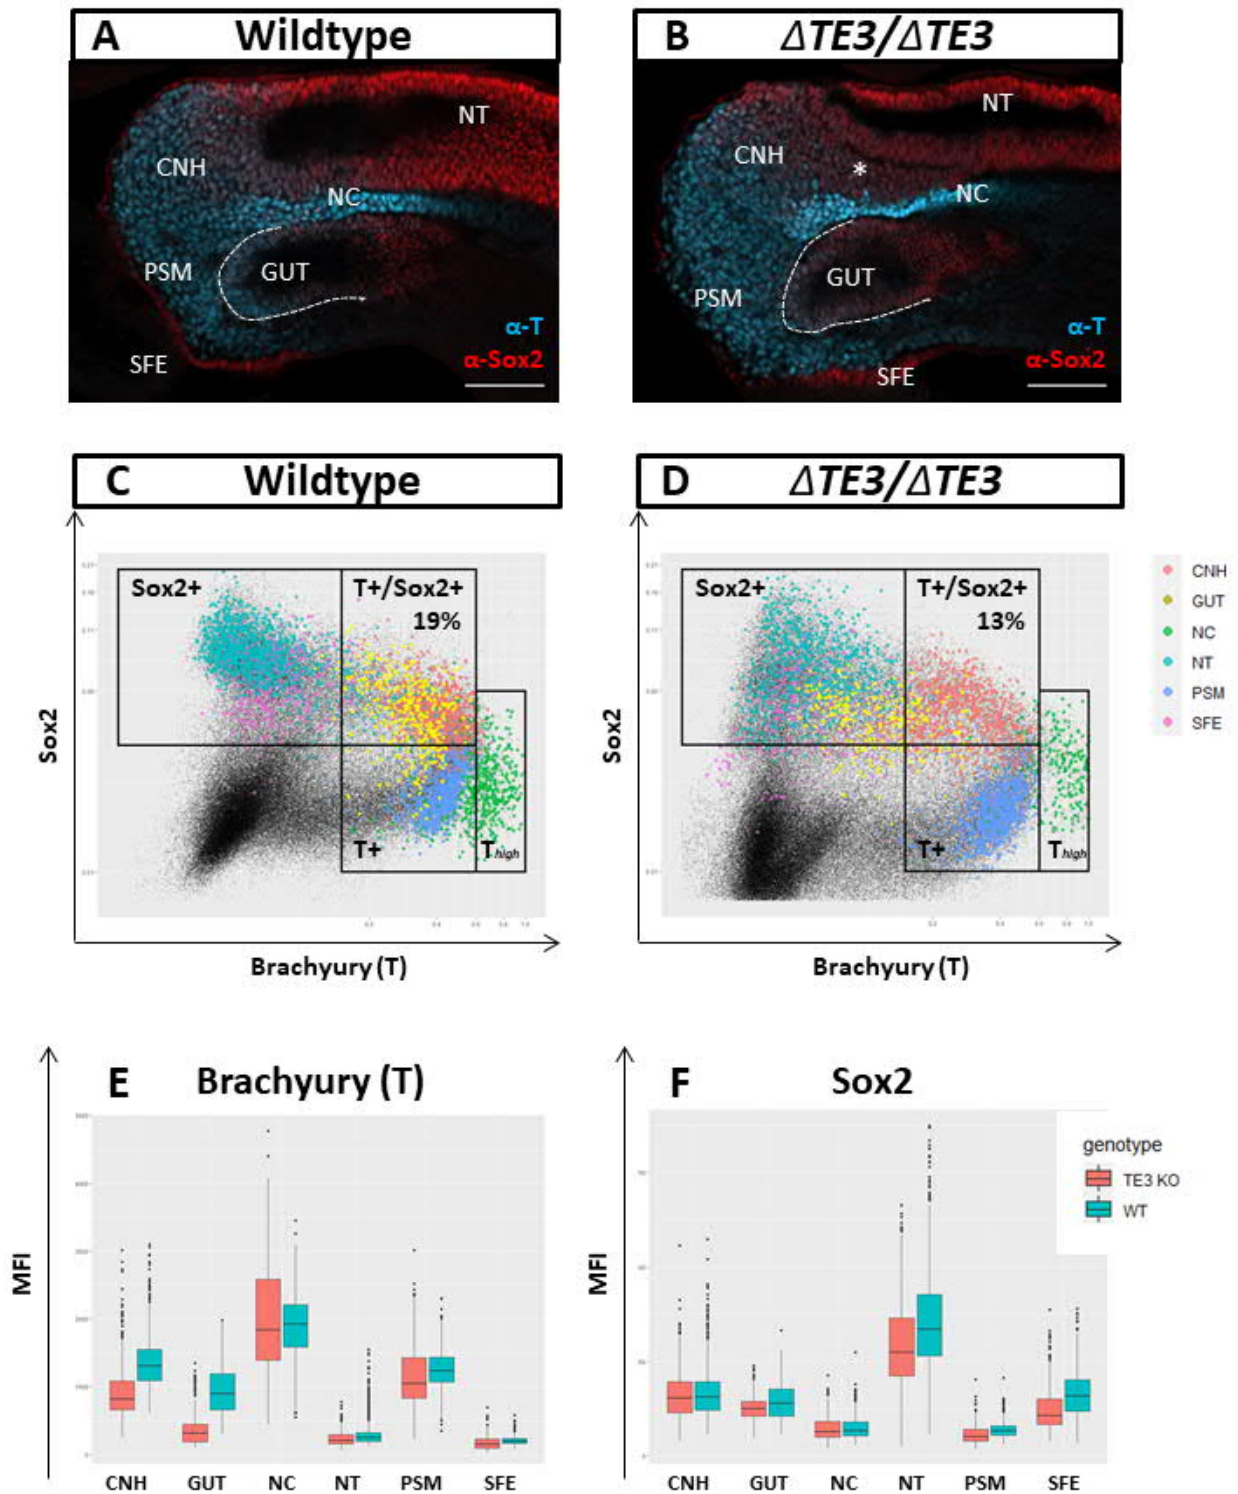 A Wildtype
B ΔTE3/ΔTE3
NT
CNH
NC
PSM
GUT
SFE
α-T
α-Sox2
NT
CNH
*
NC
GUT
PSM
α-T
α-Sox2
SFE
C Wildtype
D ΔTE3/ΔTE3
Sox2+
T+/Sox2+
19%
T+
Thigh
Sox2
Brachyury (T)
Sox2+
T+/Sox2+
13%
T+
Thigh
Sox2
Brachyury (T)
CNH
GUT
NC
NT
PSM
SFE
E Brachyury (T)
MFI
CNH GUT NC NT PSM SFE
F Sox2
MFI
genotype
TE3 KO
WT
CNH GUT NC NT PSM SFE